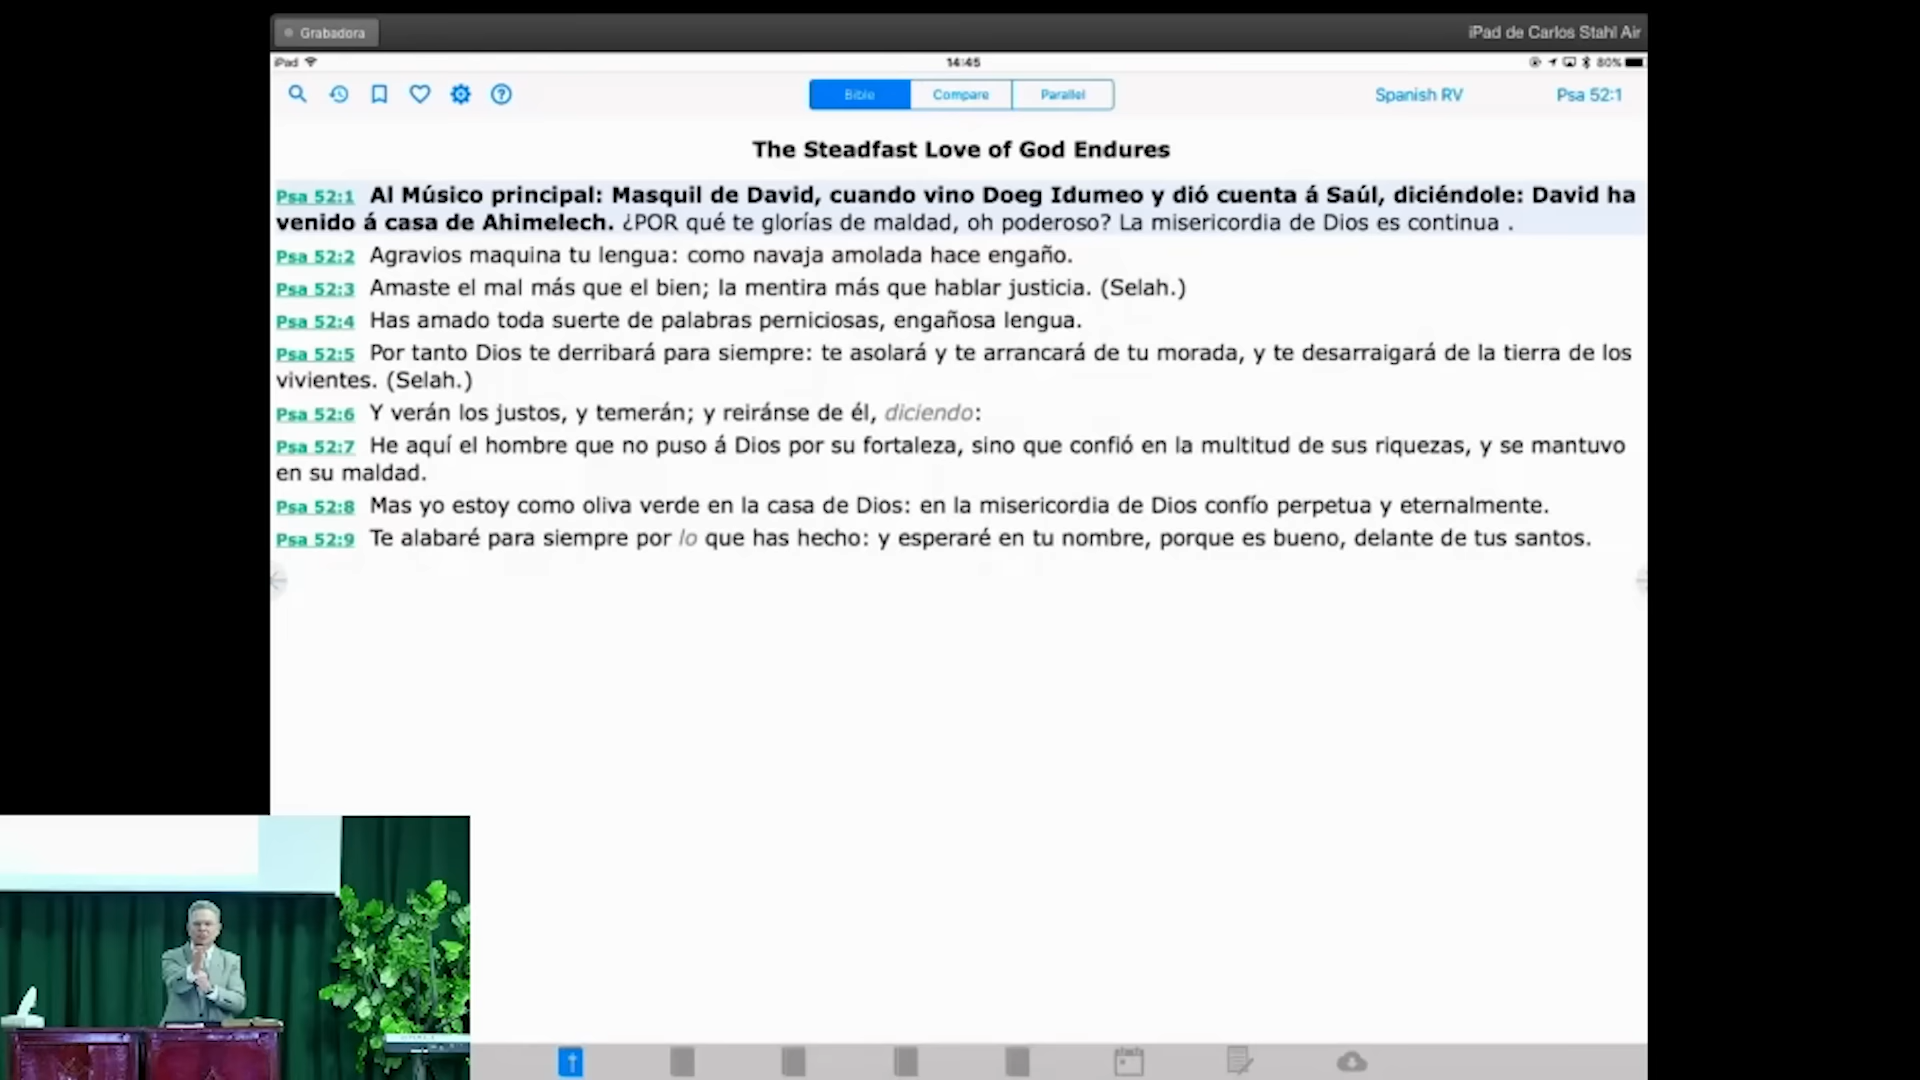 Grabadora
iPad de Carlos Stahl Air
iPad
14:45
80%
Bible
Compare
Parallel
Spanish RV
Psa 52:1
The Steadfast Love of God Endures
Psa 52:1 Al Músico principal: Masquil de David, cuando vino Doeg Idumeo y dió cuenta á Saúl, diciéndole: David ha
venido á casa de Ahimelech. ¿POR qué te glorías de maldad, oh poderoso? La misericordia de Dios es continua .
Psa 52:2 Agravios maquina tu lengua: como navaja amolada hace engaño.
Psa 52:3 Amaste el mal más que el bien; la mentira más que hablar justicia. (Selah.)
Psa 52:4 Has amado toda suerte de palabras perniciosas, engañosa lengua.
Psa 52:5 Por tanto Dios te derribará para siempre: te asolará y te arrancará de tu morada, y te desarraigará de la tierra de los
vivientes. (Selah.)
Psa 52:6 Y verán los justos, y temerán; y reiránse de él, diciendo:
Psa 52:7 He aquí el hombre que no puso á Dios por su fortaleza, sino que confió en la multitud de sus riquezas, y se mantuvo
en su maldad.
Psa 52:8 Mas yo estoy como oliva verde en la casa de Dios: en la misericordia de Dios confío perpetua y eternalmente.
Psa 52:9 Te alabaré para siempre por lo que has hecho: y esperaré en tu nombre, porque es bueno, delante de tus santos.